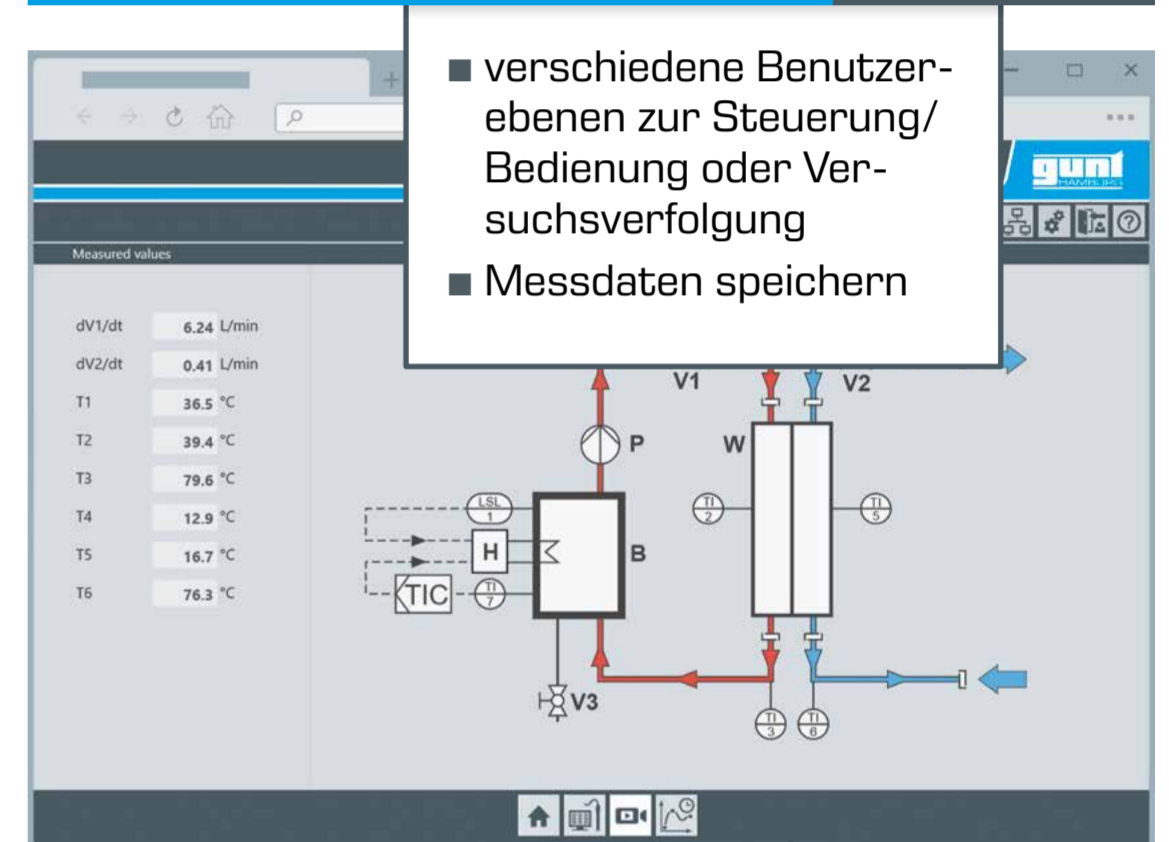 verschiedene Benutzer-
ebenen zur Steuerung/
Bedienung oder Ver-
suchsverfolgung
Messdaten speichern
gunt
HAMBURG
Measured values
dV1/dt 6.24 L/min
dV2/dt 0.41 L/min
T1 36.5 °C
T2 39.4 °C
T3 79.6 °C
T4 12.9 °C
T5 16.7 °C
T6 76.3 °C
V1 V2
P W
LSL
1
TI
2
TI
5
H B
TIC
TI
7
V3
TI
3
TI
6